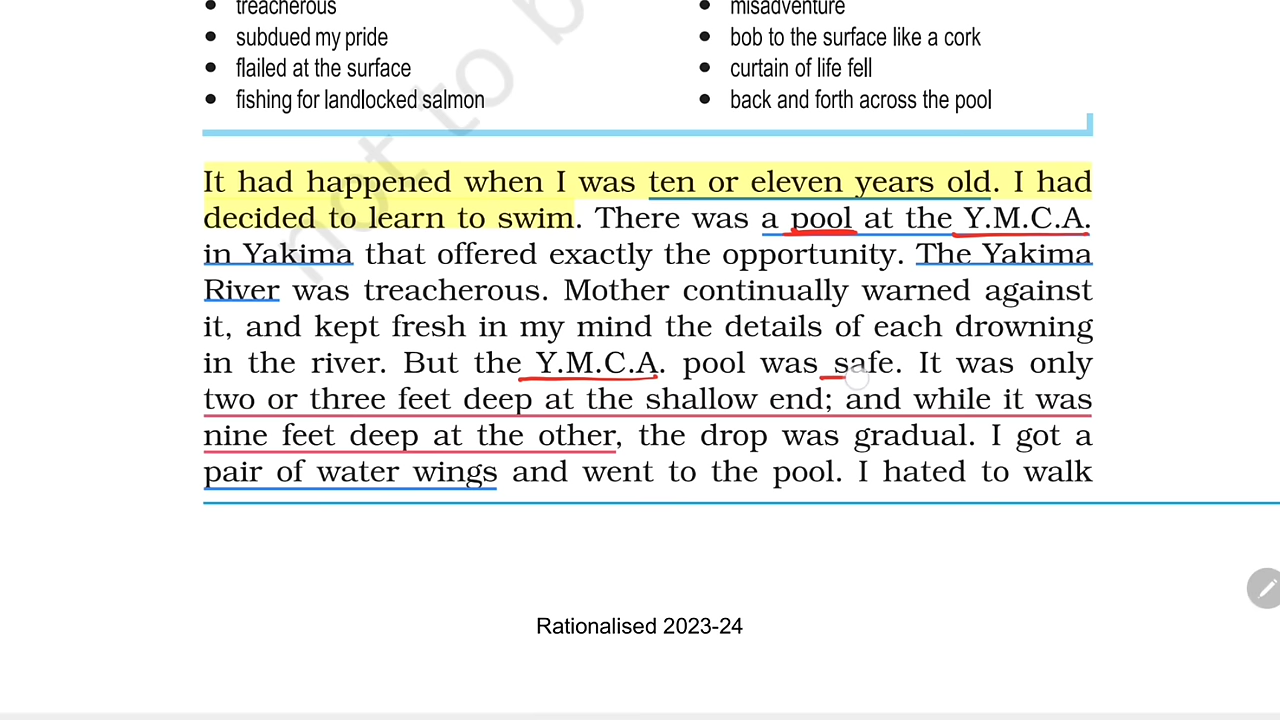 treacherous
misadventure
subdued my pride
bob to the surface like a cork
flailed at the surface
curtain of life fell
fishing for landlocked salmon
back and forth across the pool
not to b
It had happened when I was ten or eleven years old. I had
decided to learn to swim. There was a pool at the Y.M.C.A.
in Yakima that offered exactly the opportunity. The Yakima
River was treacherous. Mother continually warned against
it, and kept fresh in my mind the details of each drowning
in the river. But the Y.M.C.A. pool was safe. It was only
two or three feet deep at the shallow end; and while it was
nine feet deep at the other, the drop was gradual. I got a
pair of water wings and went to the pool. I hated to walk
Rationalised 2023-24